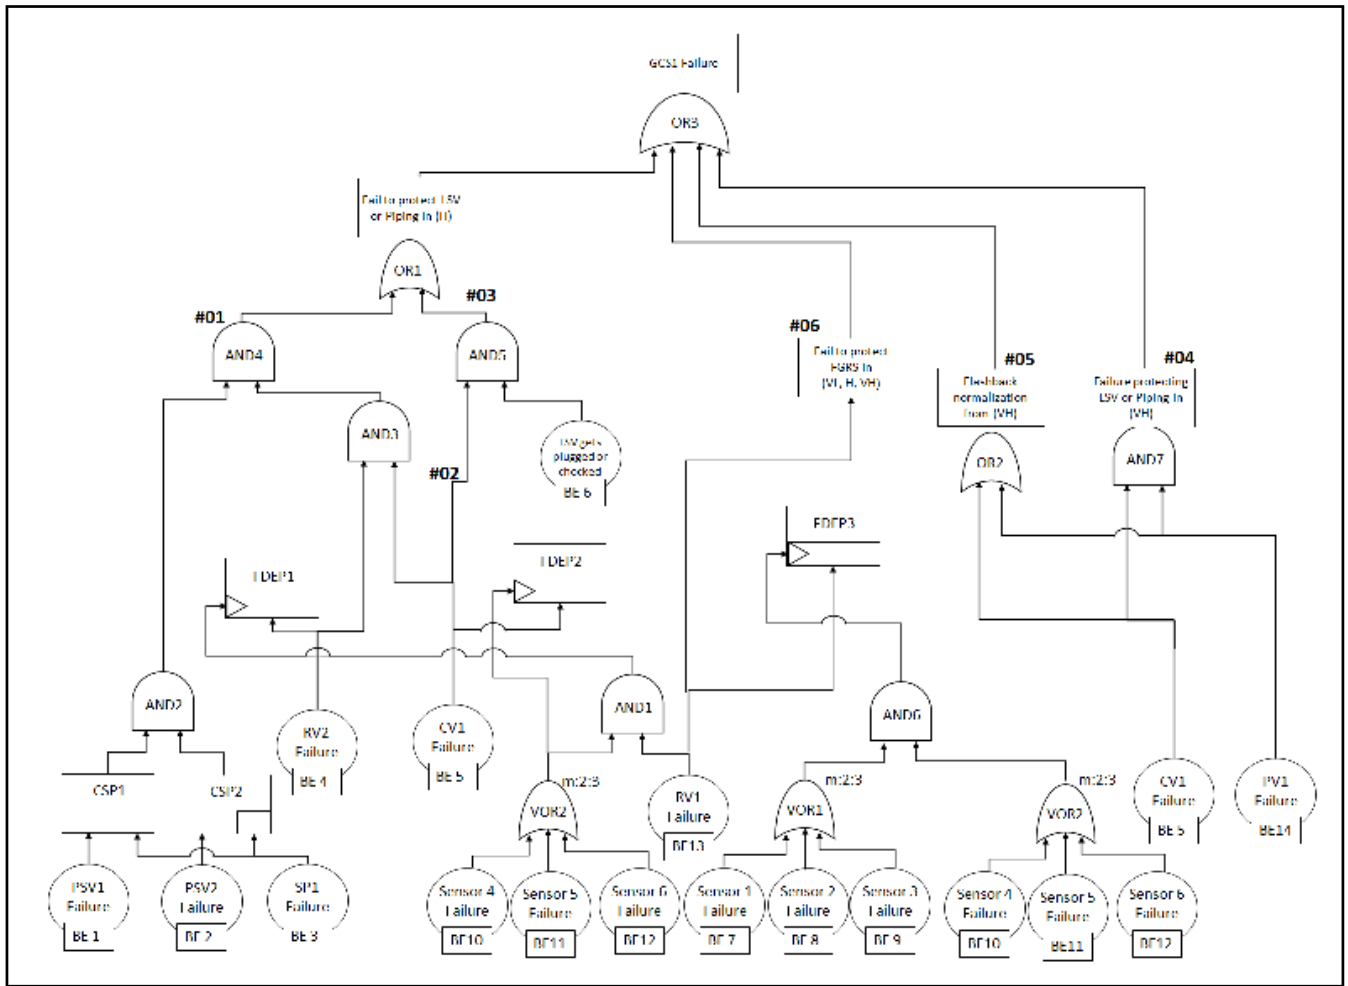 GCS1 Failure
OR3
Fail to protect LSV
or Piping in (H)
OR1
#03
#01
#06
AND4
AND5
Fail to protect
FGRS in
(VL, H, VH)
#05
#04
Flashback
normalization
from (VH)
Failure protecting
LSV or Piping in
(VH)
AND3
LSV gets
plugged or
chocked
BE 6
#02
OR2
AND7
FDEP3
FDEP2
FDEP1
AND2
AND1
AND6
RV2
Failure
BE 4
CV1
Failure
BE 5
m:2:3
VOR2
RV1
Failure
BE13
m:2:3
VOR1
m:2:3
VOR2
CV1
Failure
BE 5
PV1
Failure
BE14
CSP1
CSP2
PSV1
Failure
BE 1
PSV2
Failure
BE 2
SP1
Failure
BE 3
Sensor 4
Failure
BE10
Sensor 5
Failure
BE11
Sensor 6
Failure
BE12
Sensor 1
Failure
BE 7
Sensor 2
Failure
BE 8
Sensor 3
Failure
BE 9
Sensor 4
Failure
BE10
Sensor 5
Failure
BE11
Sensor 6
Failure
BE12